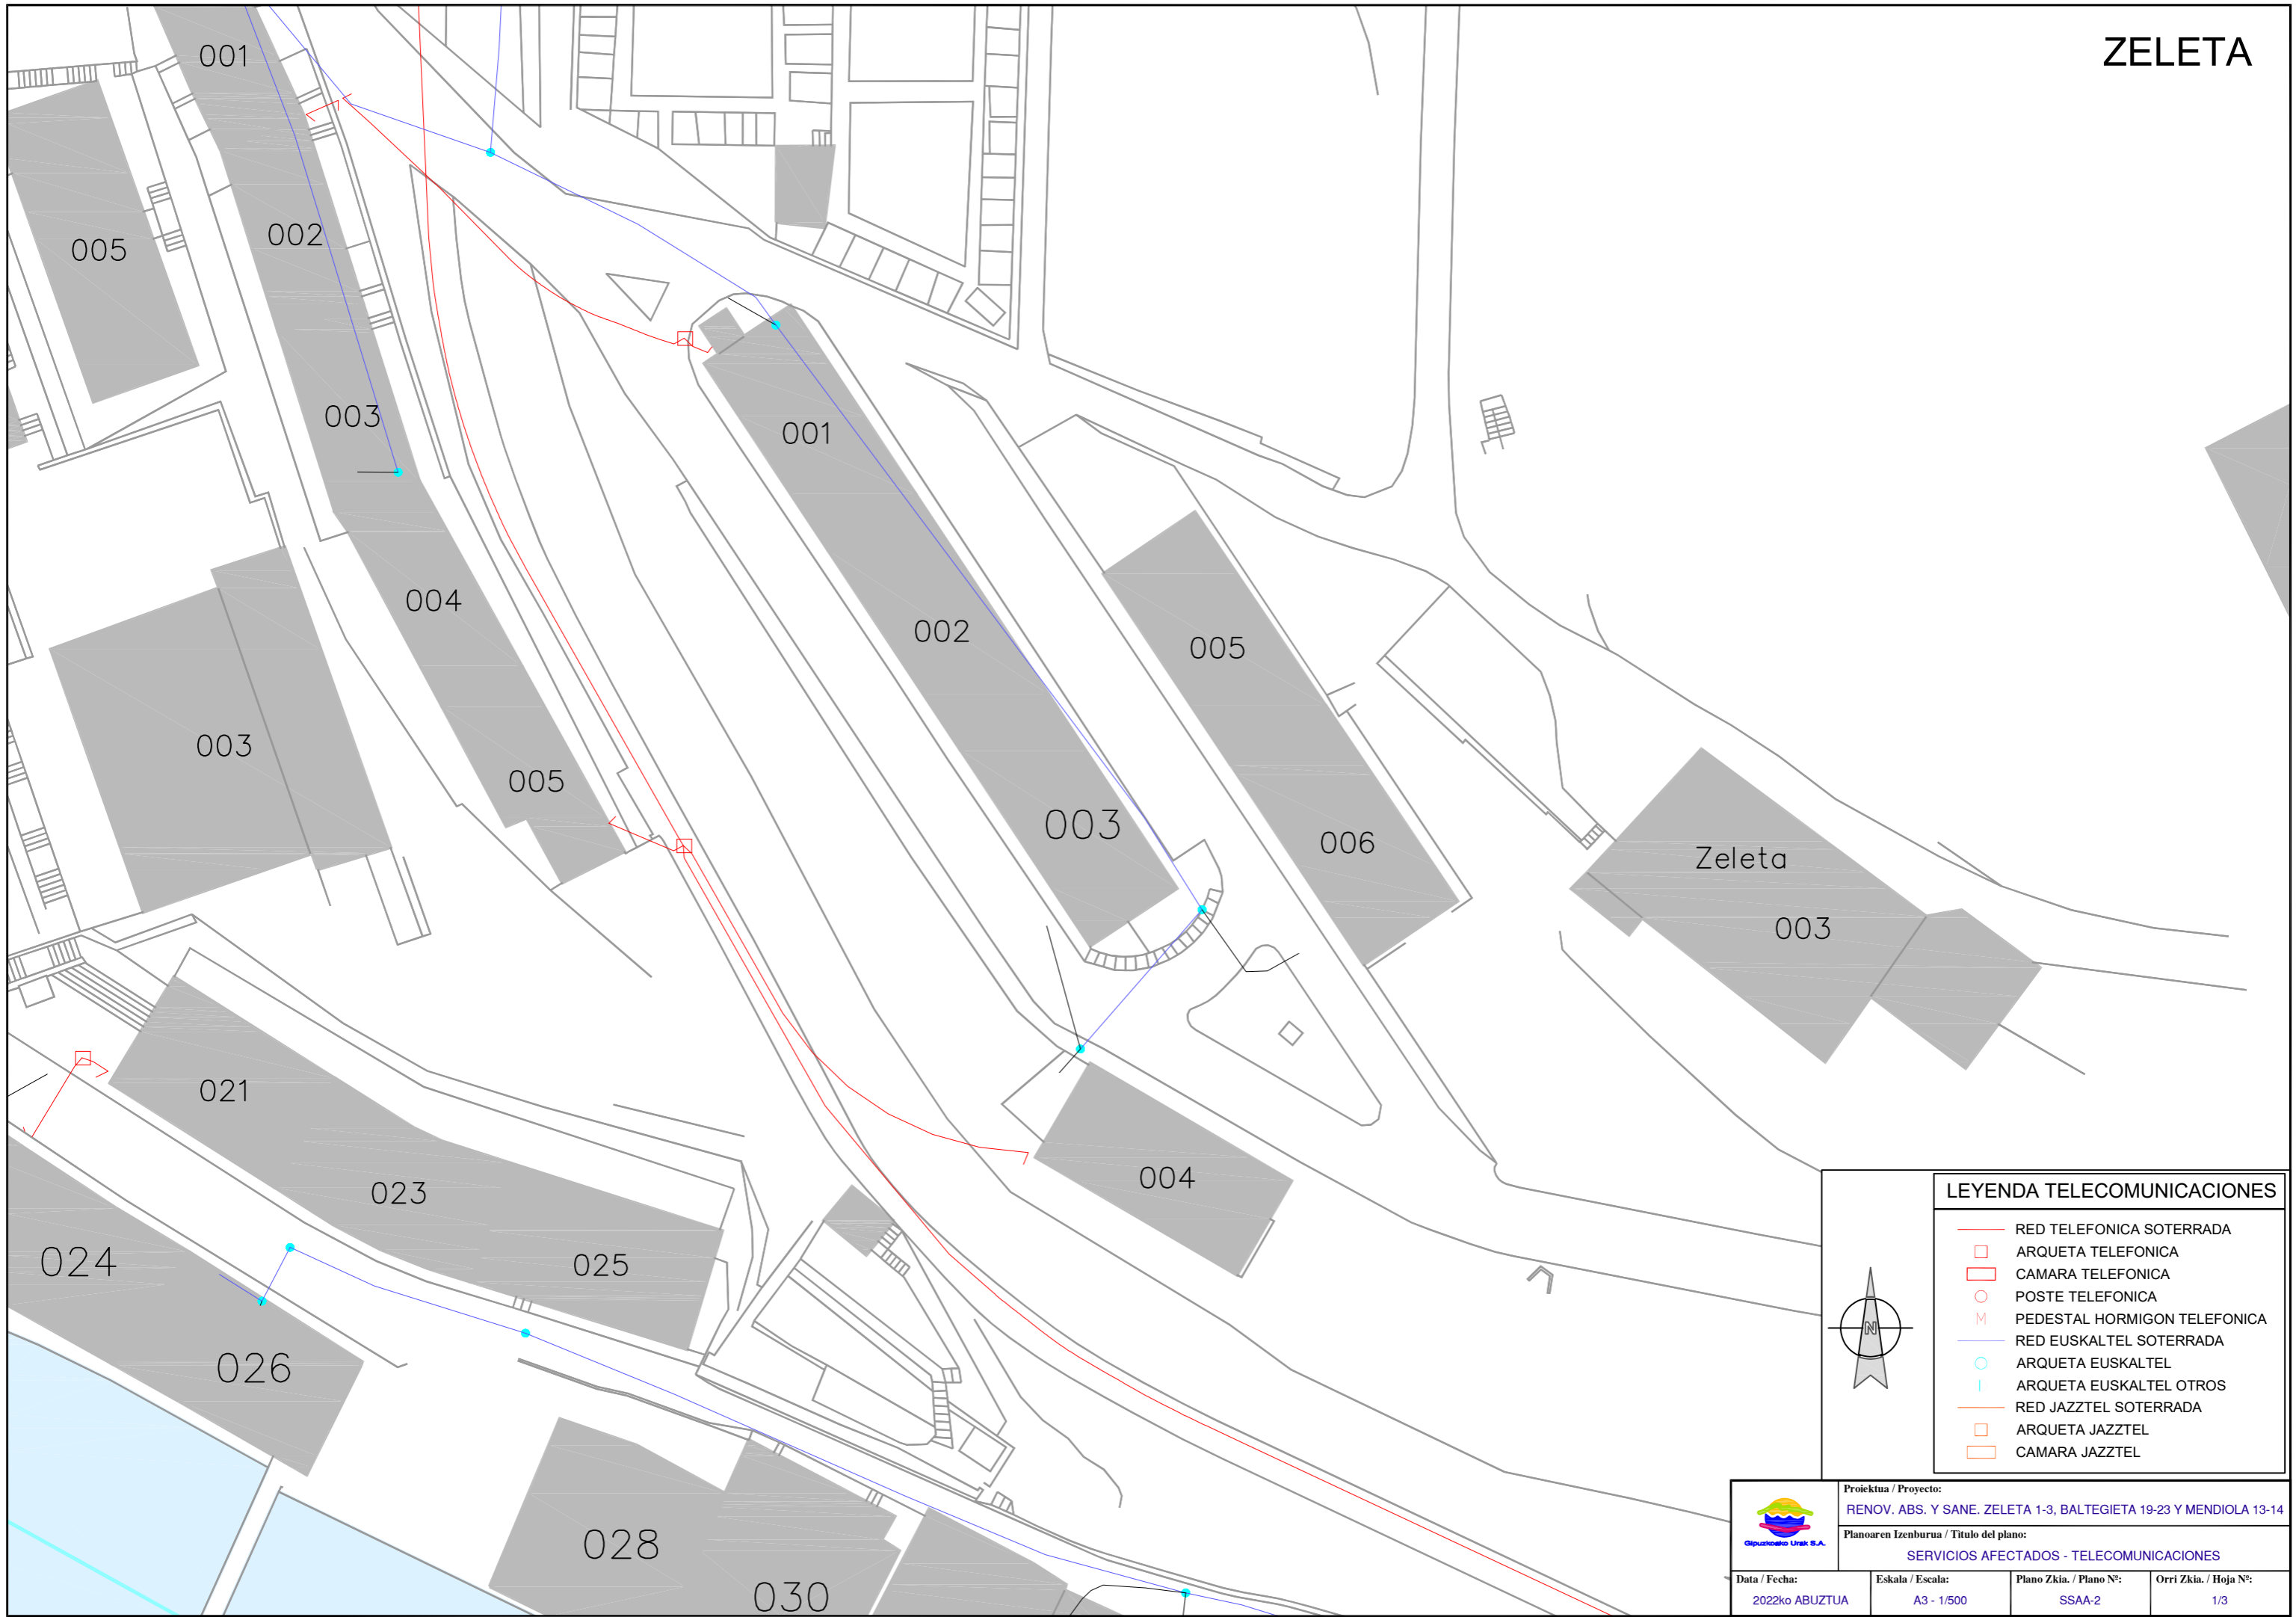 ZELETA
001
002
005
003
001
004
002
005
003
005
003
006
Zeleta
003
021
004
023
024
025
026
028
030
LEYENDA TELECOMUNICACIONES
RED TELEFONICA SOTERRADA
ARQUETA TELEFONICA
CAMARA TELEFONICA
POSTE TELEFONICA
M PEDESTAL HORMIGON TELEFONICA
RED EUSKALTEL SOTERRADA
ARQUETA EUSKALTEL
ARQUETA EUSKALTEL OTROS
RED JAZZTEL SOTERRADA
ARQUETA JAZZTEL
CAMARA JAZZTEL
N
Gipuzkoako Urak S.A.
Proiektua / Proyecto:
RENOV. ABS. Y SANE. ZELETA 1-3, BALTEGIETA 19-23 Y MENDIOLA 13-14
Planoaren Izenburua / Titulo del plano:
SERVICIOS AFECTADOS - TELECOMUNICACIONES
Data / Fecha:
2022ko ABUZTUA
Eskala / Escala:
A3 - 1/500
Plano Zkia. / Plano Nº:
SSAA-2
Orri Zkia. / Hoja Nº:
1/3